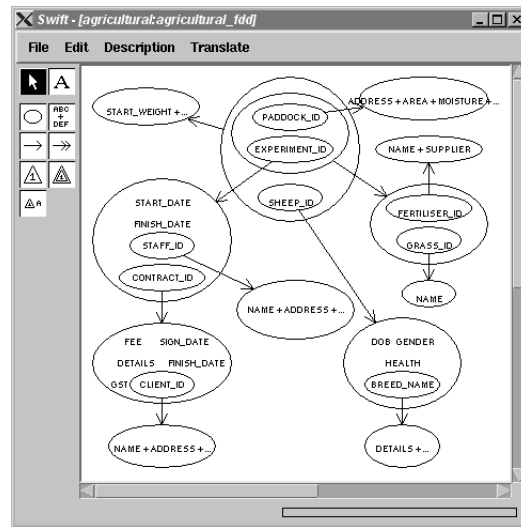 Swift - [agricultural:agricultural_fdd]
File Edit Description Translate
A
ABC
+
DEF
1
1
A
START_WEIGHT +...
PADDOCK_ID
ADDRESS + AREA + MOISTURE +...
EXPERIMENT_ID
NAME + SUPPLIER
START_DATE
FINISH_DATE
STAFF_ID
CONTRACT_ID
SHEEP_ID
FERTILISER_ID
GRASS_ID
NAME
NAME + ADDRESS +...
FEE SIGN_DATE
DETAILS FINISH_DATE
GST CLIENT_ID
DOB GENDER
HEALTH
BREED_NAME
NAME + ADDRESS +...
DETAILS +...